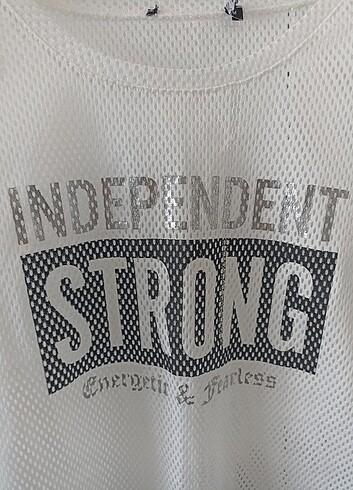 INDEPENDENT
STRONG
Energetic & Fearless